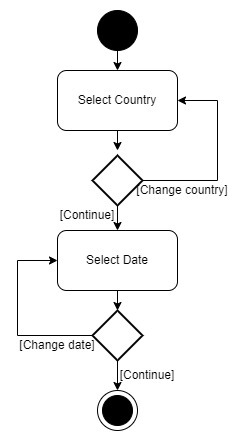 Select Country
[Change country]
[Continue]
Select Date
[Change date]
[Continue]